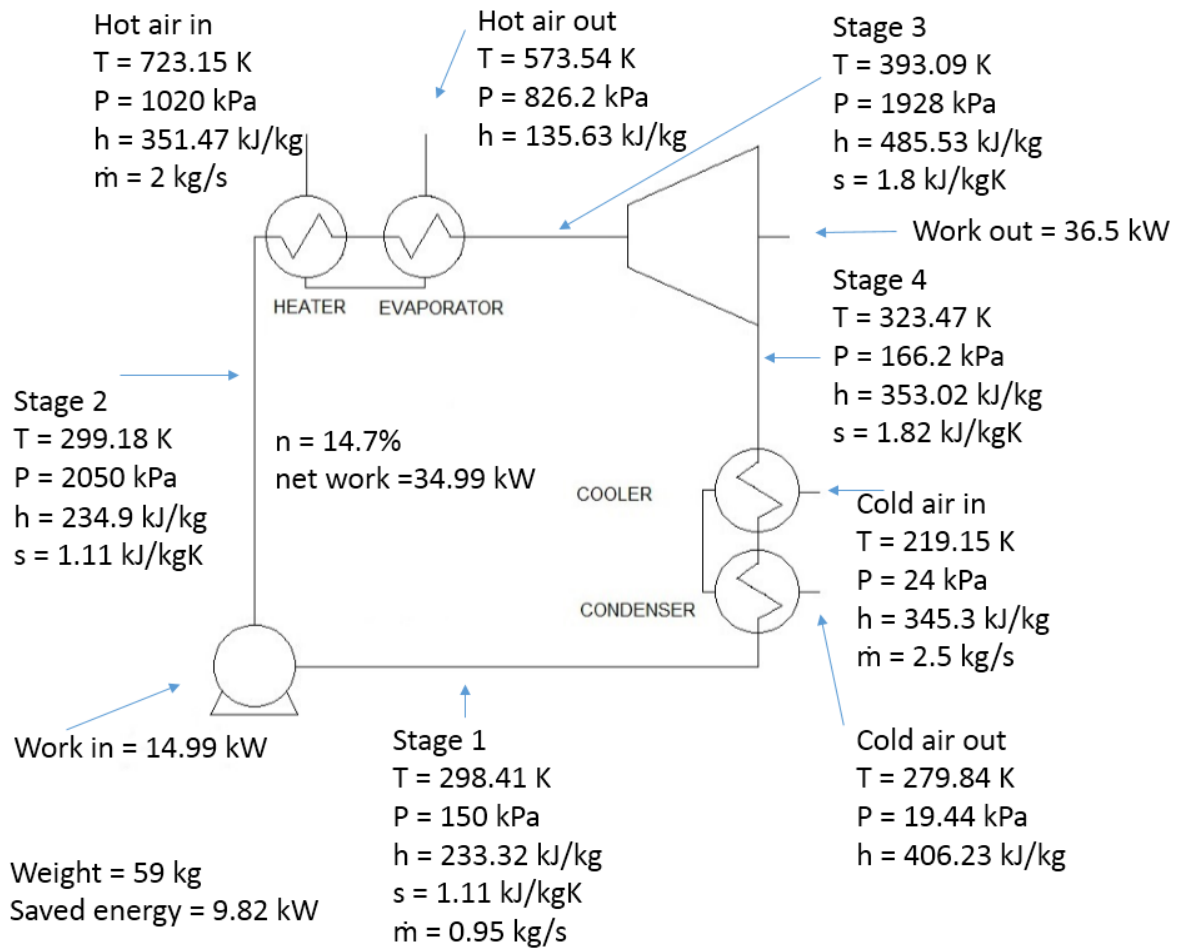 Hot air in
T = 723.15 K
P = 1020 kPa
h = 351.47 kJ/kg
ṁ = 2 kg/s
Hot air out
T = 573.54 K
P = 826.2 kPa
h = 135.63 kJ/kg
Stage 3
T = 393.09 K
P = 1928 kPa
h = 485.53 kJ/kg
s = 1.8 kJ/kgK
Work out = 36.5 kW
HEATER
EVAPORATOR
Stage 4
T = 323.47 K
P = 166.2 kPa
h = 353.02 kJ/kg
s = 1.82 kJ/kgK
Stage 2
T = 299.18 K
P = 2050 kPa
h = 234.9 kJ/kg
s = 1.11 kJ/kgK
n = 14.7%
net work =34.99 kW
COOLER
CONDENSER
Cold air in
T = 219.15 K
P = 24 kPa
h = 345.3 kJ/kg
ṁ = 2.5 kg/s
Work in = 14.99 kW
Stage 1
T = 298.41 K
P = 150 kPa
h = 233.32 kJ/kg
s = 1.11 kJ/kgK
ṁ = 0.95 kg/s
Cold air out
T = 279.84 K
P = 19.44 kPa
h = 406.23 kJ/kg
Weight = 59 kg
Saved energy = 9.82 kW